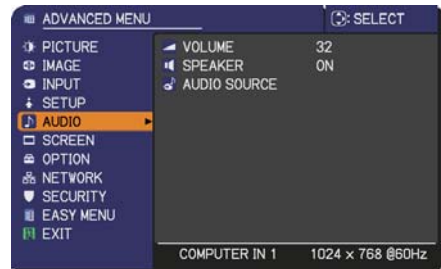 ADVANCED MENU
: SELECT
PICTURE
IMAGE
INPUT
SETUP
AUDIO
SCREEN
OPTION
NETWORK
SECURITY
EASY MENU
EXIT
VOLUME 32
SPEAKER ON
AUDIO SOURCE
COMPUTER IN 1 1024 x 768 @60Hz